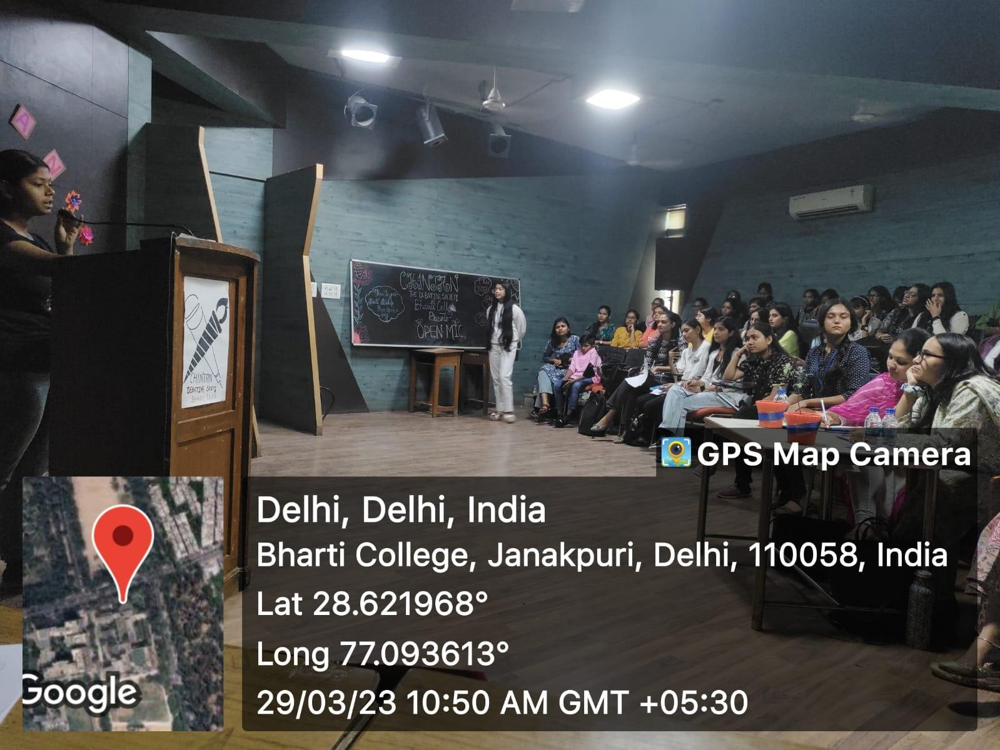 A
Z
CHINTAN
THE DEBATING SOCIETY
Bharati College
Presents
OPEN MIC
CHINTAN
DEBATING SOCIETY
BHARATI COLLEGE
GPS Map Camera
Delhi, Delhi, India
Bharti College, Janakpuri, Delhi, 110058, India
Lat 28.621968°
Long 77.093613°
29/03/23 10:50 AM GMT +05:30
Google